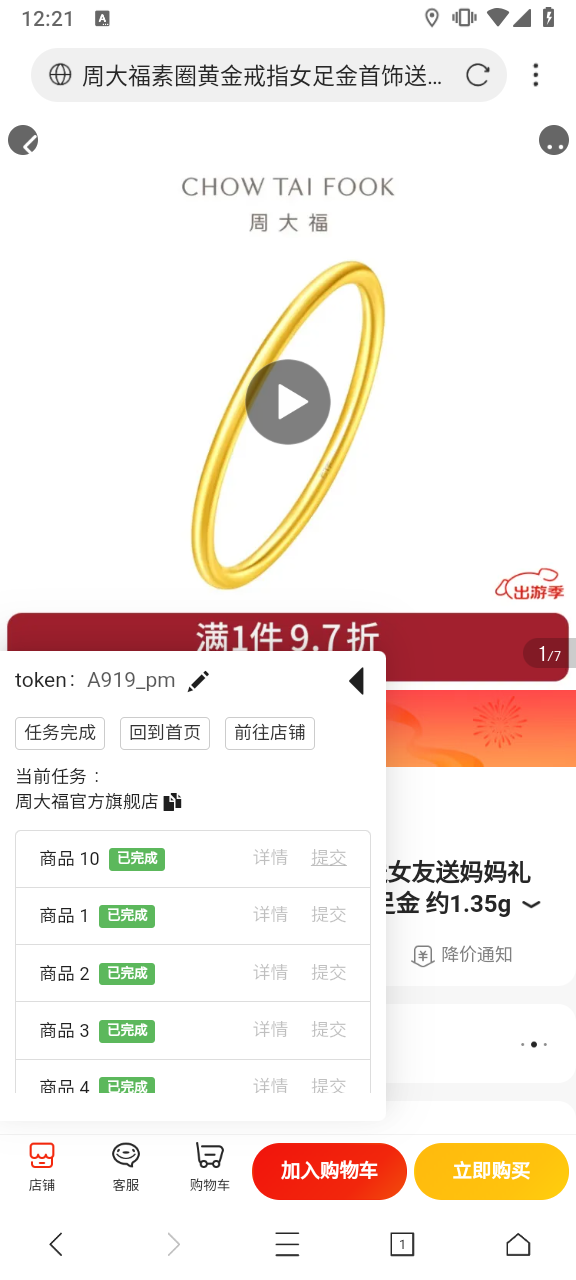 12:21
A
周大福素圈黄金戒指女足金首饰送...
CHOW TAI FOOK
周大福
出游季
满1件9.7折
1/7
token: A919_pm
任务完成 回到首页 前往店铺
当前任务：
周大福官方旗舰店
商品 10 已完成 详情 提交
商品 1 已完成 详情 提交
商品 2 已完成 详情 提交
商品 3 已完成 详情 提交
商品 4 已完成 详情 提交
女友送妈妈礼
足金 约1.35g
降价通知
店铺 客服 购物车 加入购物车 立即购买
1